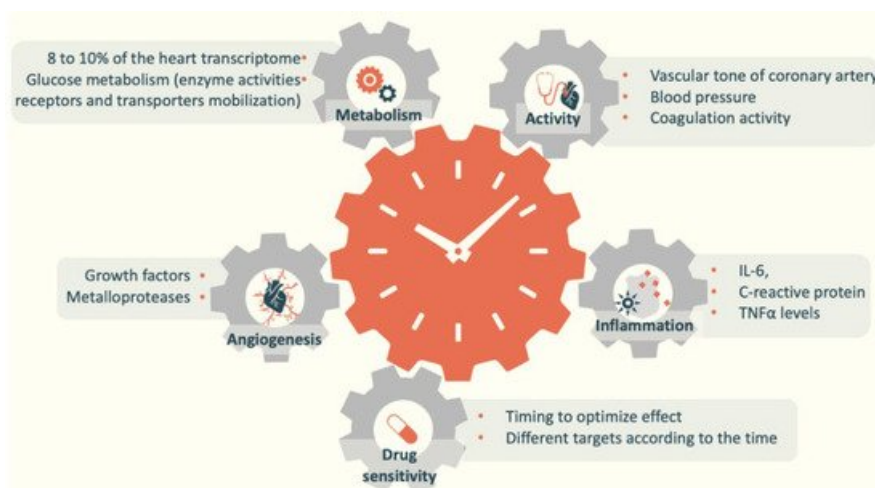 8 to 10% of the heart transcriptome•
Glucose metabolism (enzyme activities•
receptors and transporters mobilization)
Metabolism
Activity
• Vascular tone of coronary artery
• Blood pressure
• Coagulation activity
Growth factors •
Metalloproteases •
Angiogenesis
Inflammation
• IL-6,
• C-reactive protein
• TNFα levels
Drug
sensitivity
• Timing to optimize effect
• Different targets according to the time